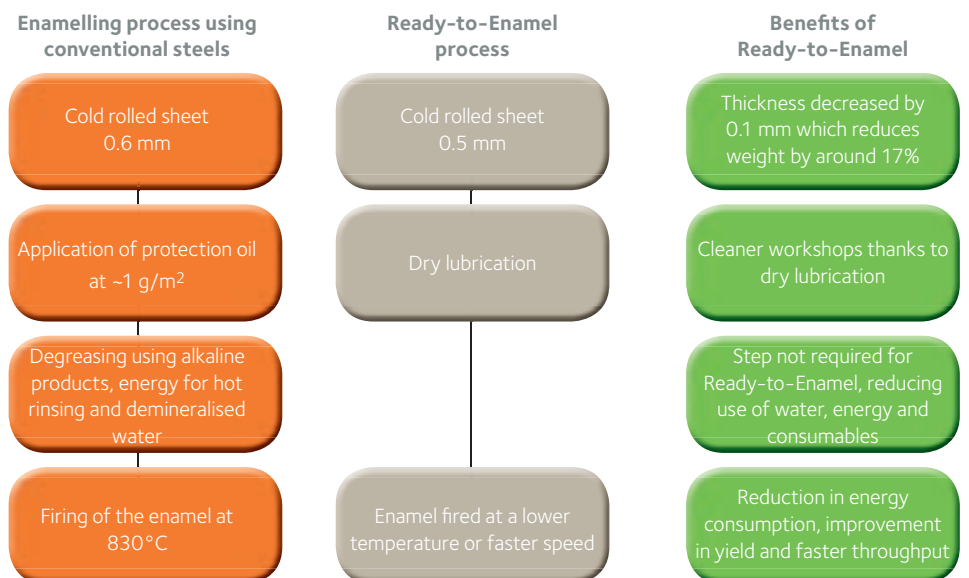 Enamelling process using
conventional steels
Cold rolled sheet
0.6 mm
Application of protection oil
at ~1 g/m²
Degreasing using alkaline
products, energy for hot
rinsing and demineralised
water
Firing of the enamel at
830°C
Ready-to-Enamel
process
Cold rolled sheet
0.5 mm
Dry lubrication
Enamel fired at a lower
temperature or faster speed
Benefits of
Ready-to-Enamel
Thickness decreased by
0.1 mm which reduces
weight by around 17%
Cleaner workshops thanks to
dry lubrication
Step not required for
Ready-to-Enamel, reducing
use of water, energy and
consumables
Reduction in energy
consumption, improvement
in yield and faster throughput